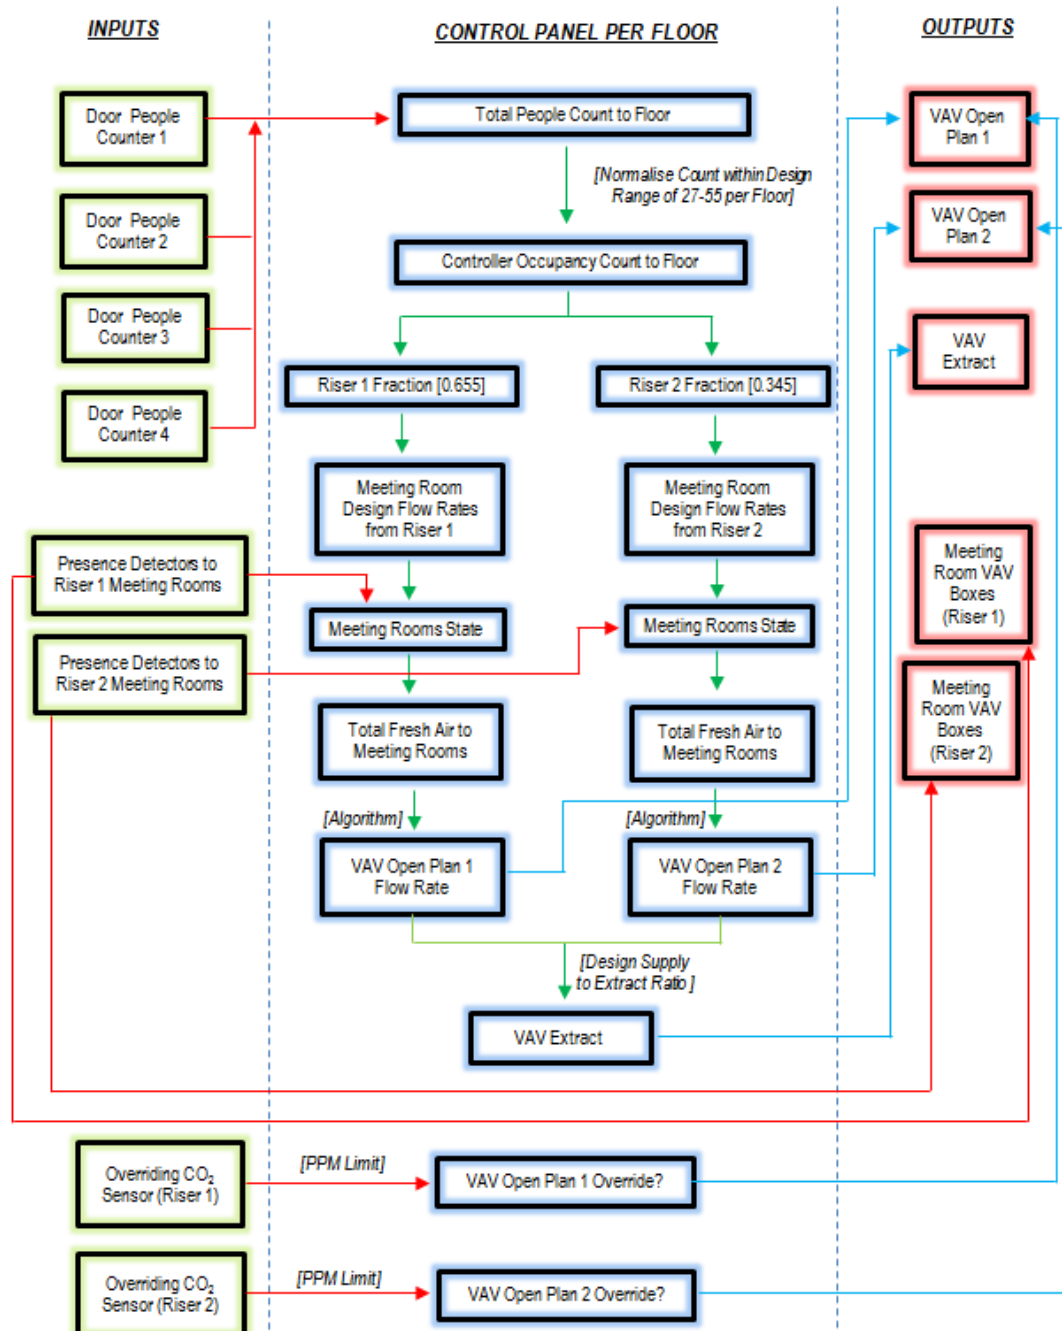 INPUTS
CONTROL PANEL PER FLOOR
OUTPUTS
Door People
Counter 1
Total People Count to Floor
VAV Open
Plan 1
[Normalise Count within Design
Range of 27-55 per Floor]
Door People
Counter 2
VAV Open
Plan 2
Controller Occupancy Count to Floor
Door People
Counter 3
VAV
Extract
Riser 1 Fraction [0.655]
Riser 2 Fraction [0.345]
Door People
Counter 4
Meeting Room
Design Flow Rates
from Riser 1
Meeting Room
Design Flow Rates
from Riser 2
Presence Detectors to
Riser 1 Meeting Rooms
Meeting
Room VAV
Boxes
(Riser 1)
Meeting Rooms State
Meeting Rooms State
Presence Detectors to
Riser 2 Meeting Rooms
Meeting
Room VAV
Boxes
(Riser 2)
Total Fresh Air to
Meeting Rooms
Total Fresh Air to
Meeting Rooms
[Algorithm]
[Algorithm]
VAV Open Plan 1
Flow Rate
VAV Open Plan 2
Flow Rate
[Design Supply
to Extract Ratio ]
VAV Extract
Overriding CO₂
Sensor (Riser 1)
[PPM Limit]
VAV Open Plan 1 Override?
Overriding CO₂
Sensor (Riser 2)
[PPM Limit]
VAV Open Plan 2 Override?